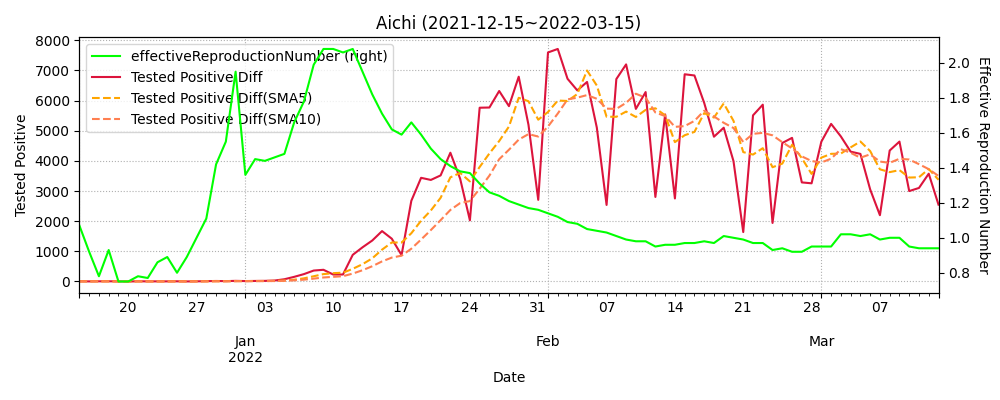 Aichi (2021-12-15~2022-03-15)
effectiveReproductionNumber (right)
Tested Positive Diff
Tested Positive Diff(SMA5)
Tested Positive Diff(SMA10)
Tested Positive
8000
7000
6000
5000
4000
3000
2000
1000
0
2.0
1.8
1.6
1.4
1.2
1.0
0.8
Effective Reproduction Number
20 27 03 10 17 24 31 07 14 21 28 07
Jan Feb Mar
2022
Date